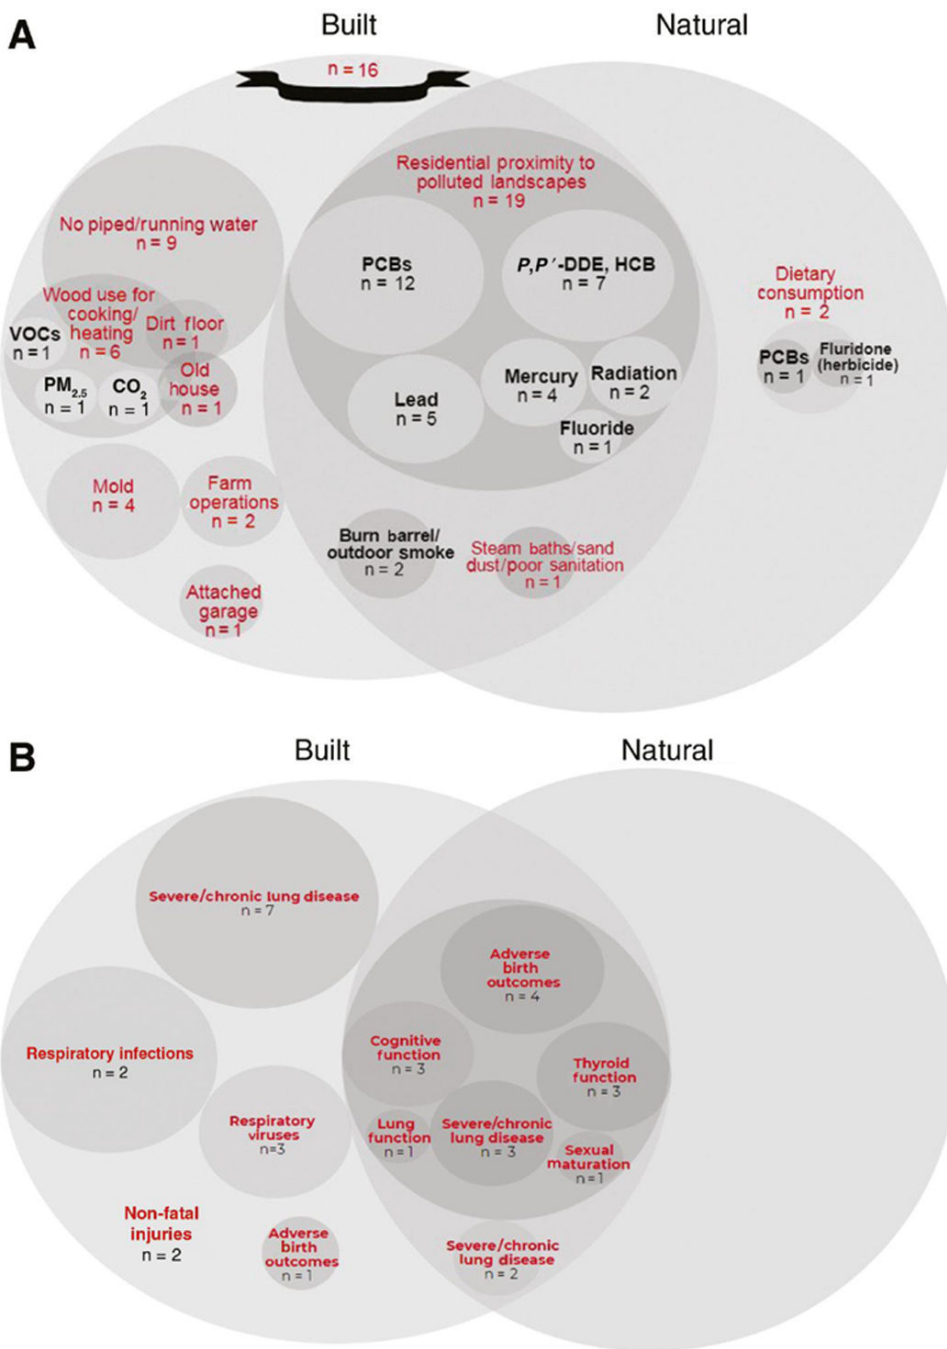 A
Built
Natural
n = 16
Residential proximity to
polluted landscapes
n = 19
No piped/running water
n = 9
PCBs
n = 12
P,P′-DDE, HCB
n = 7
Dietary
consumption
n = 2
Wood use for
cooking/
heating
n = 6
Dirt floor
n = 1
VOCs
n = 1
PCBs
n = 1
Fluridone
(herbicide)
n = 1
PM2.5
n = 1
CO2
n = 1
Old
house
n = 1
Lead
n = 5
Mercury
n = 4
Radiation
n = 2
Fluoride
n = 1
Mold
n = 4
Farm
operations
n = 2
Burn barrel/
outdoor smoke
n = 2
Steam baths/sand
dust/poor sanitation
n = 1
Attached
garage
n = 1
B
Built
Natural
Severe/chronic lung disease
n = 7
Adverse
birth
outcomes
n = 4
Respiratory infections
n = 2
Cognitive
function
n = 3
Thyroid
function
n = 3
Respiratory
viruses
n=3
Lung
function
n = 1
Severe/chronic
lung disease
n = 3
Sexual
maturation
n = 1
Non-fatal
injuries
n = 2
Adverse
birth
outcomes
n = 1
Severe/chronic
lung disease
n = 2